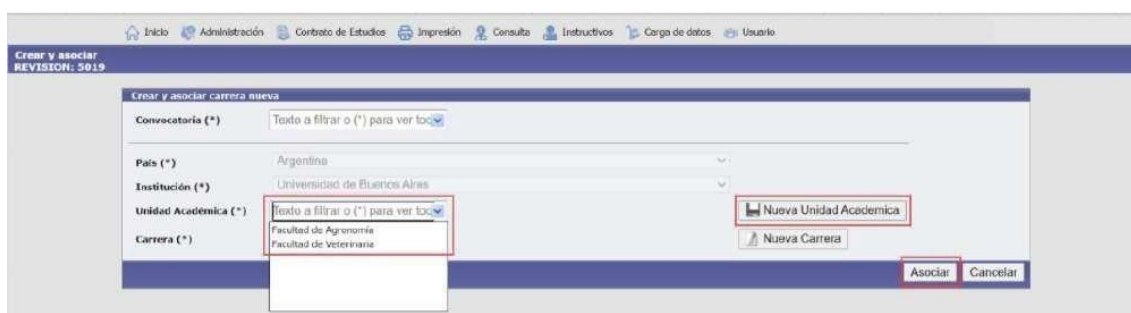 Inicio Administración Contrato de Estudios Impresión Consulta Instructivos Carga de datos Usuario
Crear y asociar
REVISION: 5019
Crear y asociar carrera nueva
Convocatoria (*) Texto a filtrar o (*) para ver toc
País (*) Argentina
Institución (*) Universidad de Buenos Aires
Unidad Académica (*) Texto a filtrar o (*) para ver toc Nueva Unidad Academica
Facultad de Agronomía
Facultad de Veterinaria
Carrera (*) Nueva Carrera
Asociar Cancelar